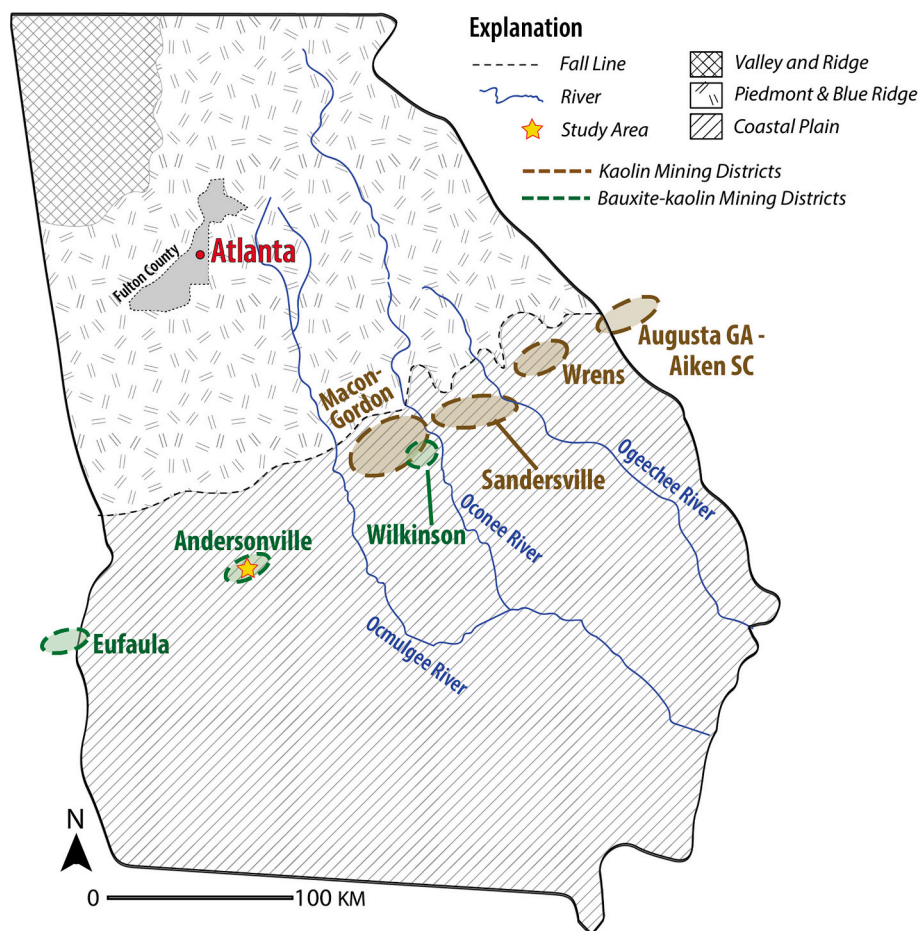 Explanation
Fall Line
River
Study Area
Valley and Ridge
Piedmont & Blue Ridge
Coastal Plain
Kaolin Mining Districts
Bauxite-kaolin Mining Districts
Fulton County
Atlanta
Augusta GA -
Aiken SC
Wrens
Macon-
Gordon
Sandersville
Ogeechee River
Oconee River
Wilkinson
Andersonville
Ocmulgee River
Eufaula
N
0 100 KM